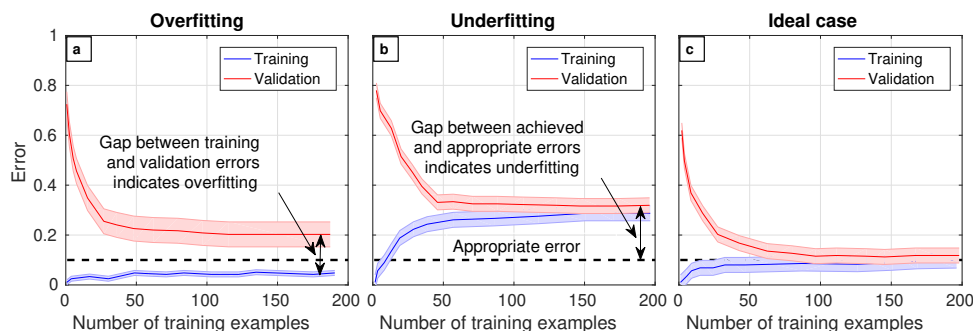 Overfitting
Underfitting
Ideal case
a
b
c
Training
Validation
Training
Validation
Training
Validation
Error
1
0.8
0.6
0.4
0.2
0
Gap between training
and validation errors
indicates overfitting
Gap between achieved
and appropriate errors
indicates underfitting
Appropriate error
0 50 100 150 200
0 50 100 150 200
0 50 100 150 200
Number of training examples
Number of training examples
Number of training examples